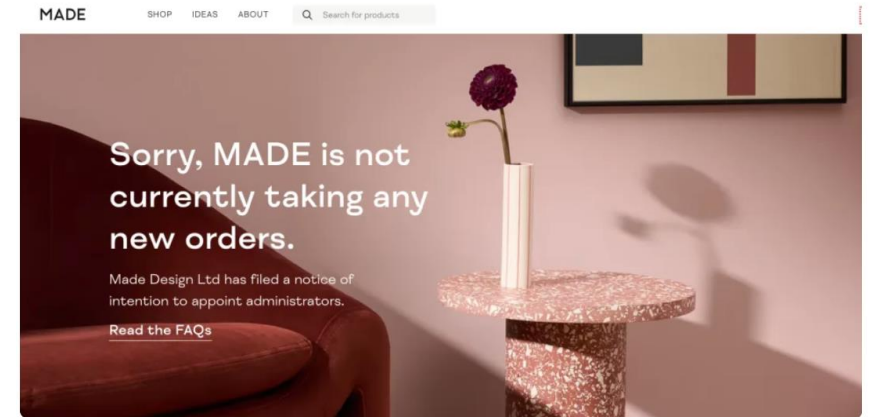 MADE
SHOP IDEAS ABOUT Search for products
Sorry, MADE is not
currently taking any
new orders.
Made Design Ltd has filed a notice of
intention to appoint administrators.
Read the FAQs